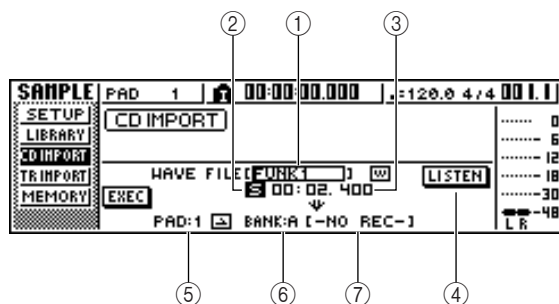 ② ① ③
SAMPLE PAD 1 00:00:00.000 ♩=120.0 4/4 001.1
SETUP
LIBRARY
CD IMPORT
TR IMPORT
MEMORY
CD IMPORT
WAVE FILE[FUNK1 ] W
S 00:02.400
LISTEN
EXEC
PAD:1 BANK:A [-NO REC-]
0
6
12
18
30
48
L R
⑤ ⑥ ⑦ ④